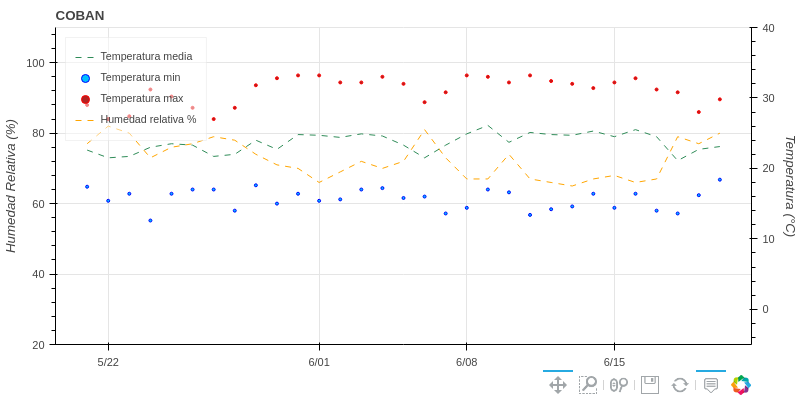 COBAN
Temperatura media
Temperatura min
Temperatura max
Humedad relativa %
Humedad Relativa (%)
100
80
60
40
20
Temperatura (°C)
40
30
20
10
0
5/22
6/01
6/08
6/15